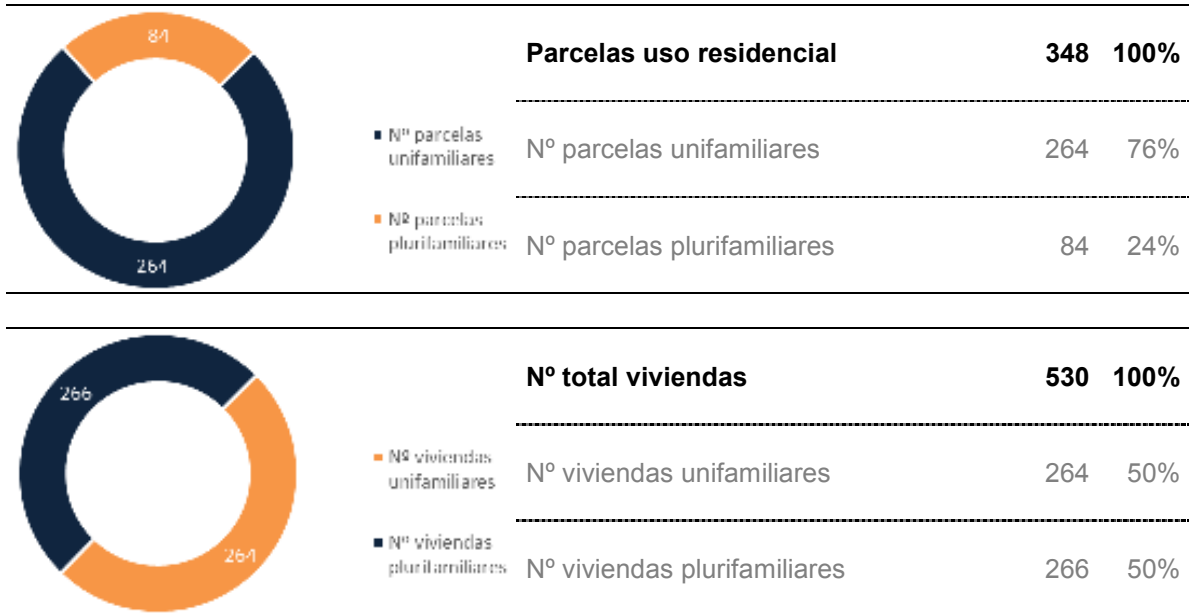 84
264
Nº parcelas
unifamiliares
Nº parcelas
plurifamiliares
Parcelas uso residencial 348 100%
Nº parcelas unifamiliares 264 76%
Nº parcelas plurifamiliares 84 24%
266
264
Nº viviendas
unifamiliares
Nº viviendas
plurifamiliares
Nº total viviendas 530 100%
Nº viviendas unifamiliares 264 50%
Nº viviendas plurifamiliares 266 50%